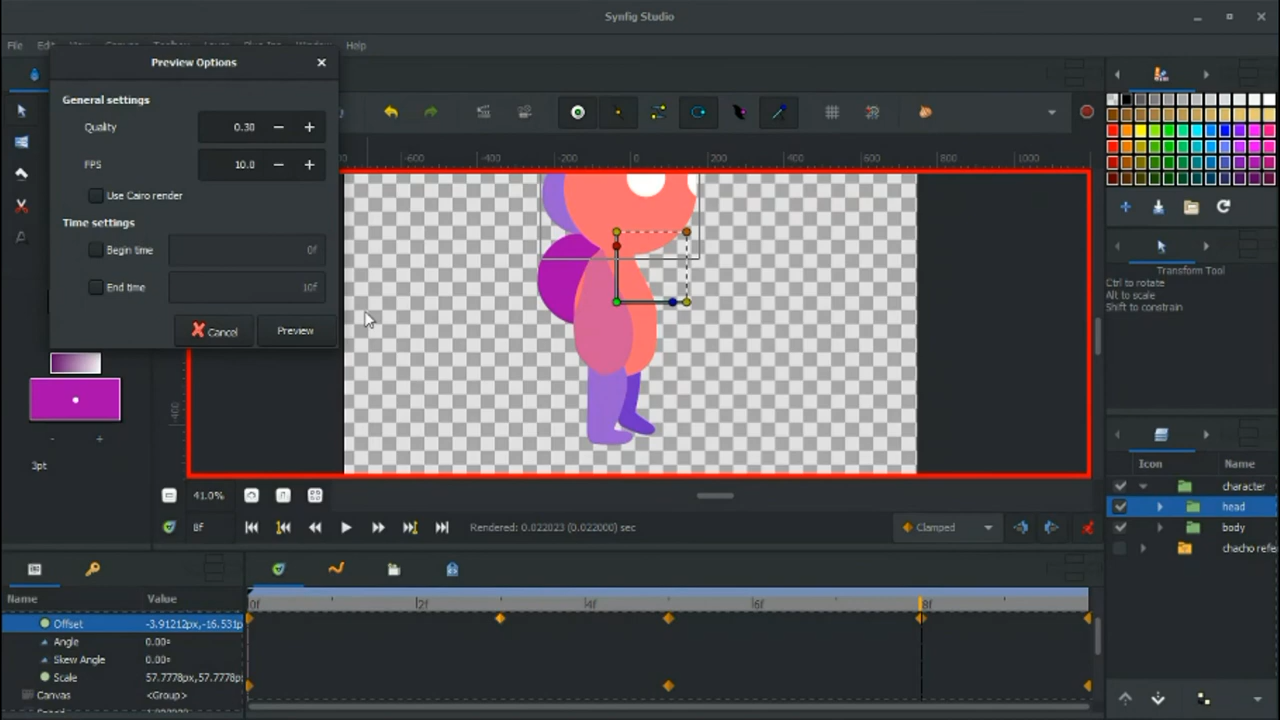 Synfig Studio
File
Help
Preview Options
General settings
Quality 0.30
FPS 10.0
Use Cairo render
Time settings
Begin time 0f
End time 10f
Cancel Preview
-600 -400 -200 0 200 400 600 800 1000
-400
3pt
41.0%
8f Rendered: 0.022023 (0.022000) sec Clamped
Transform Tool
Ctrl to rotate
Alt to scale
Shift to constrain
Icon Name
character
head
body
chacho refe
Name Value
0f 2f 4f 6f 8f
Offset -3.91212px,-16.531p
Angle 0.00°
Skew Angle 0.00°
Scale 57.7778px,57.7778p
Canvas <Group>